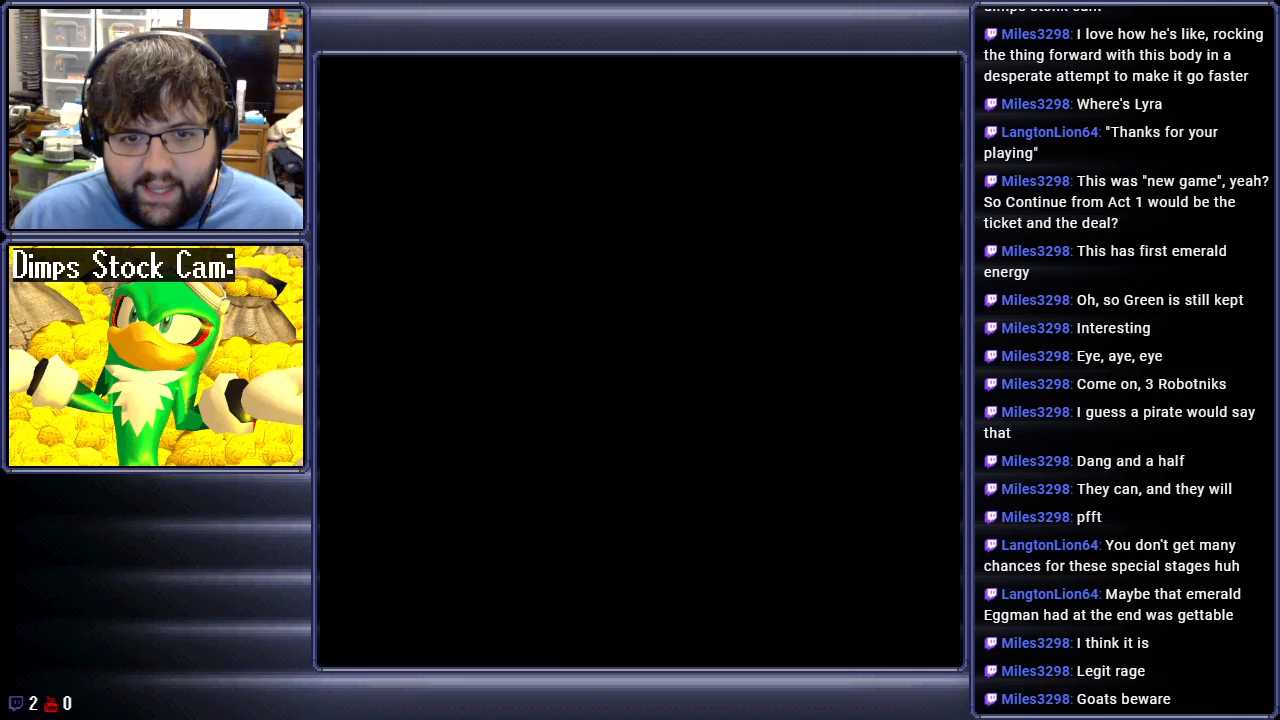 Dimps Stock Cam:
Miles3298: I love how he's like, rocking
the thing forward with this body in a
desperate attempt to make it go faster
Miles3298: Where's Lyra
LangtonLion64: "Thanks for your
playing"
Miles3298: This was "new game", yeah?
So Continue from Act 1 would be the
ticket and the deal?
Miles3298: This has first emerald
energy
Miles3298: Oh, so Green is still kept
Miles3298: Interesting
Miles3298: Eye, aye, eye
Miles3298: Come on, 3 Robotniks
Miles3298: I guess a pirate would say
that
Miles3298: Dang and a half
Miles3298: They can, and they will
Miles3298: pfft
LangtonLion64: You don't get many
chances for these special stages huh
LangtonLion64: Maybe that emerald
Eggman had at the end was gettable
Miles3298: I think it is
Miles3298: Legit rage
Miles3298: Goats beware
2 0